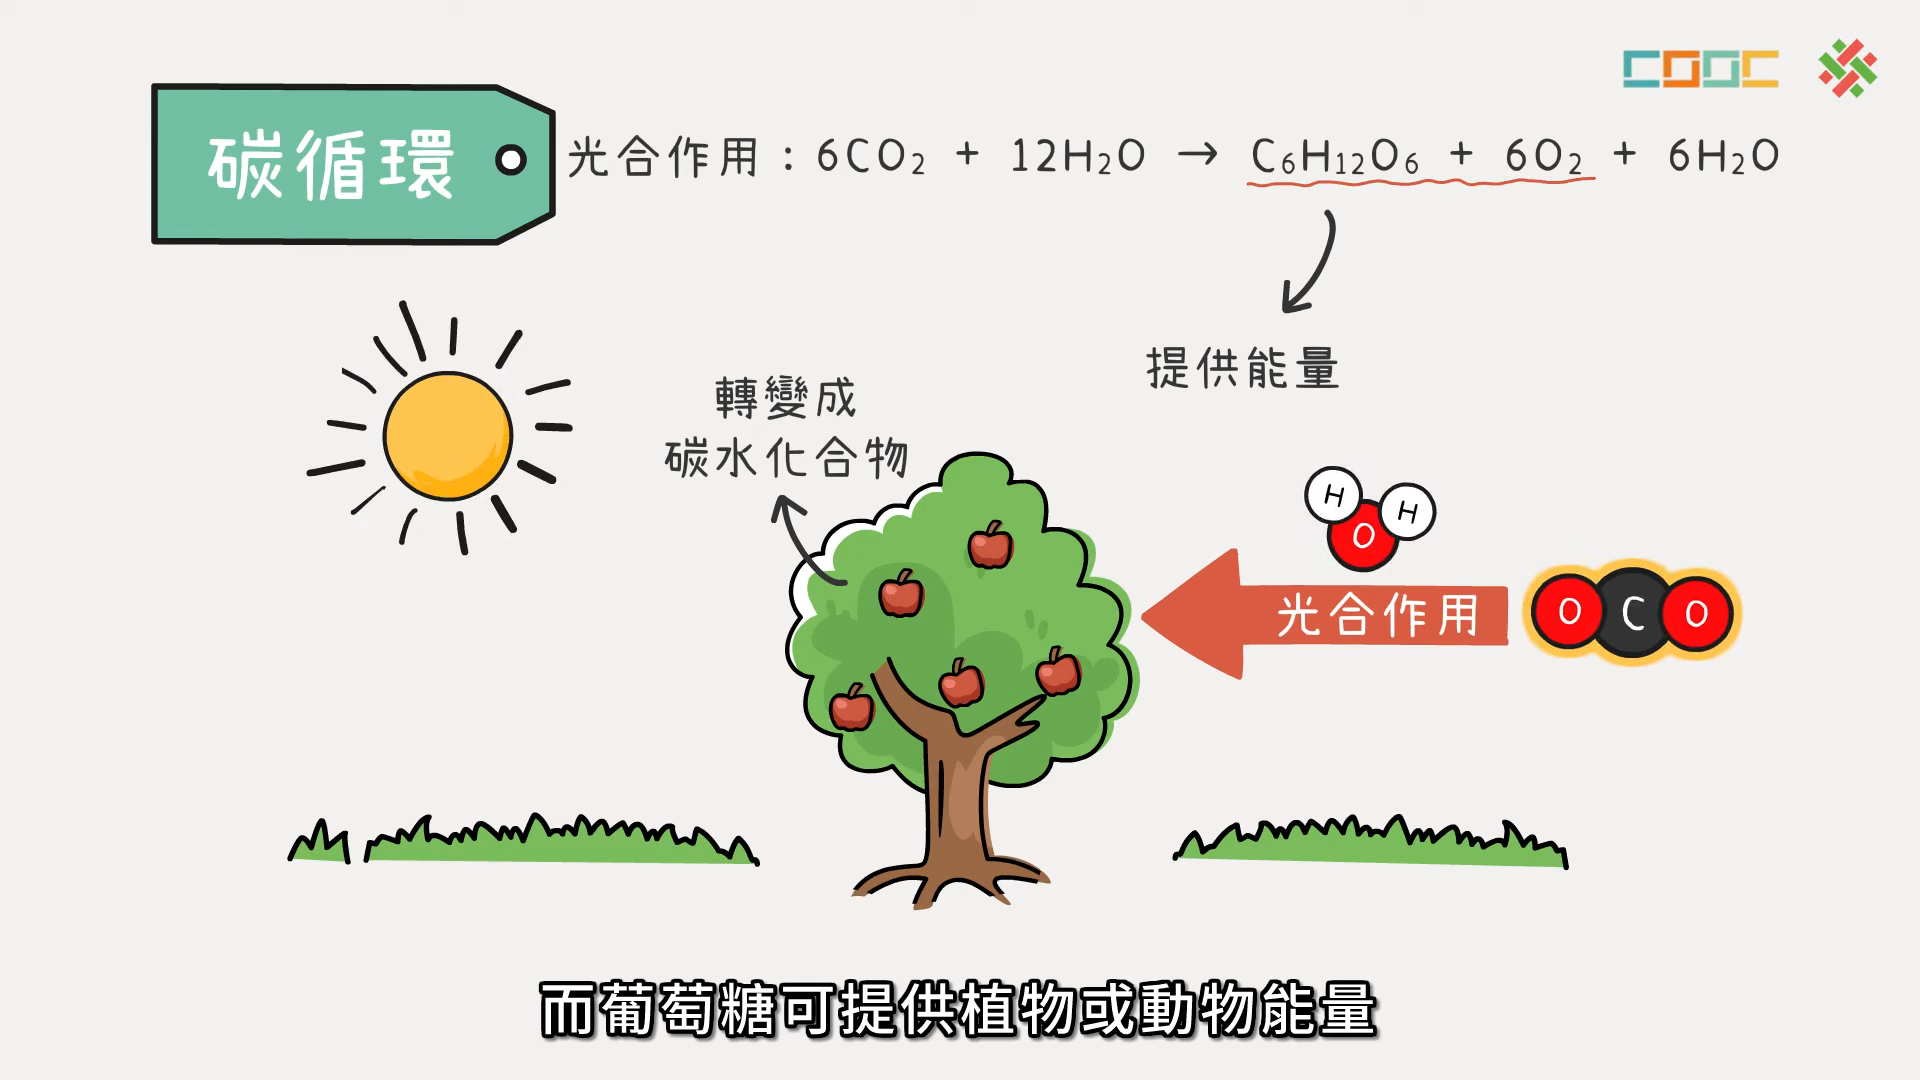 COOC
碳循環
光合作用：6CO₂ + 12H₂O → C₆H₁₂O₆ + 6O₂ + 6H₂O
提供能量
轉變成
碳水化合物
H
H
O
光合作用
O C O
而葡萄糖可提供植物或動物能量